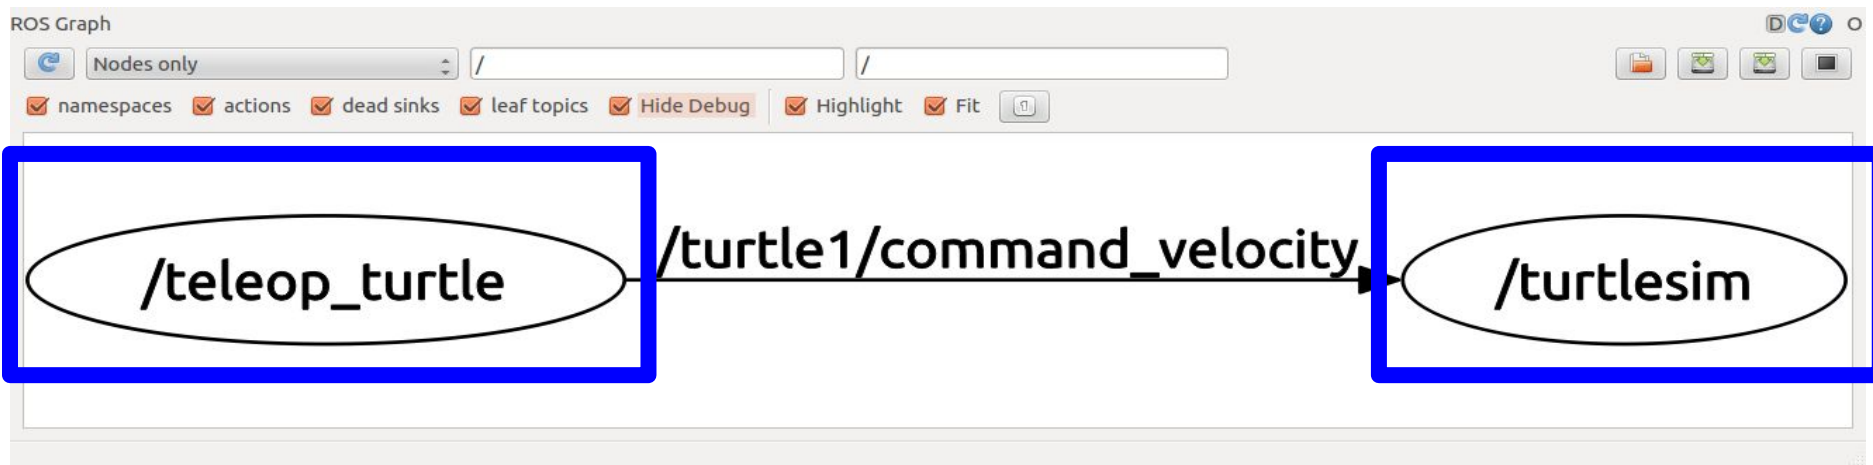 ROS Graph D ? O
Nodes only / /
namespaces actions dead sinks leaf topics Hide Debug Highlight Fit
/turtle1/command_velocity
/teleop_turtle /turtlesim